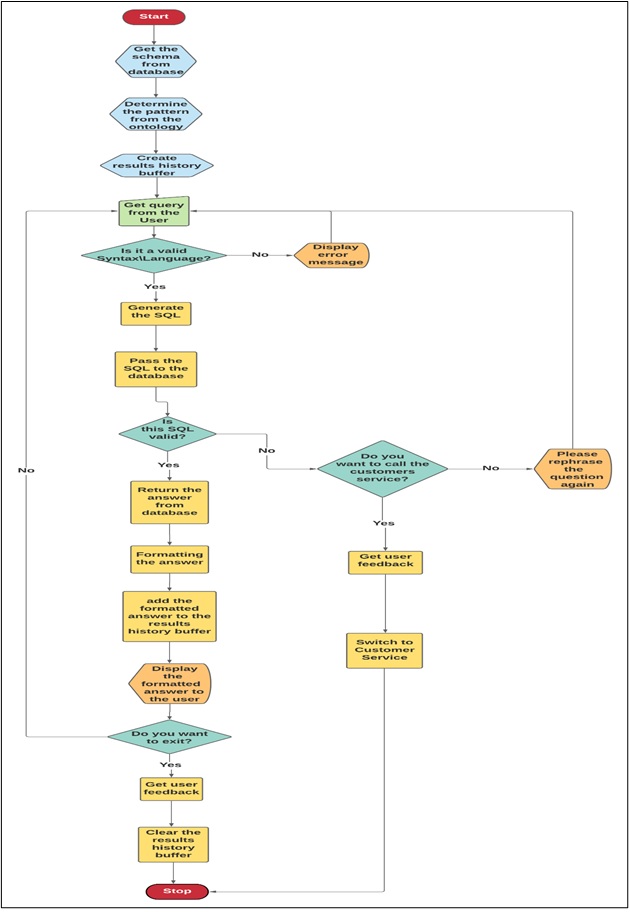 Start
Get the
schema
from
database
Determine
the pattern
from the
ontology
Create
results history
buffer
Get query
from the
User
Is it a valid
Syntax\Language?
No
Display
error
message
Yes
Generate
the SQL
Pass the
SQL to the
database
Is
this SQL
valid?
No
Do you
want to call the
customers
service?
No
Please
rephrase
the
question
again
Yes
Return the
answer
from
database
Yes
Get user
feedback
Formatting
the answer
add the
formatted
answer to the
results
history buffer
Switch to
Customer
Service
Display
the
formatted
answer to
the user
Do you want
to exit?
No
Yes
Get user
feedback
Clear the
results
history
buffer
Stop